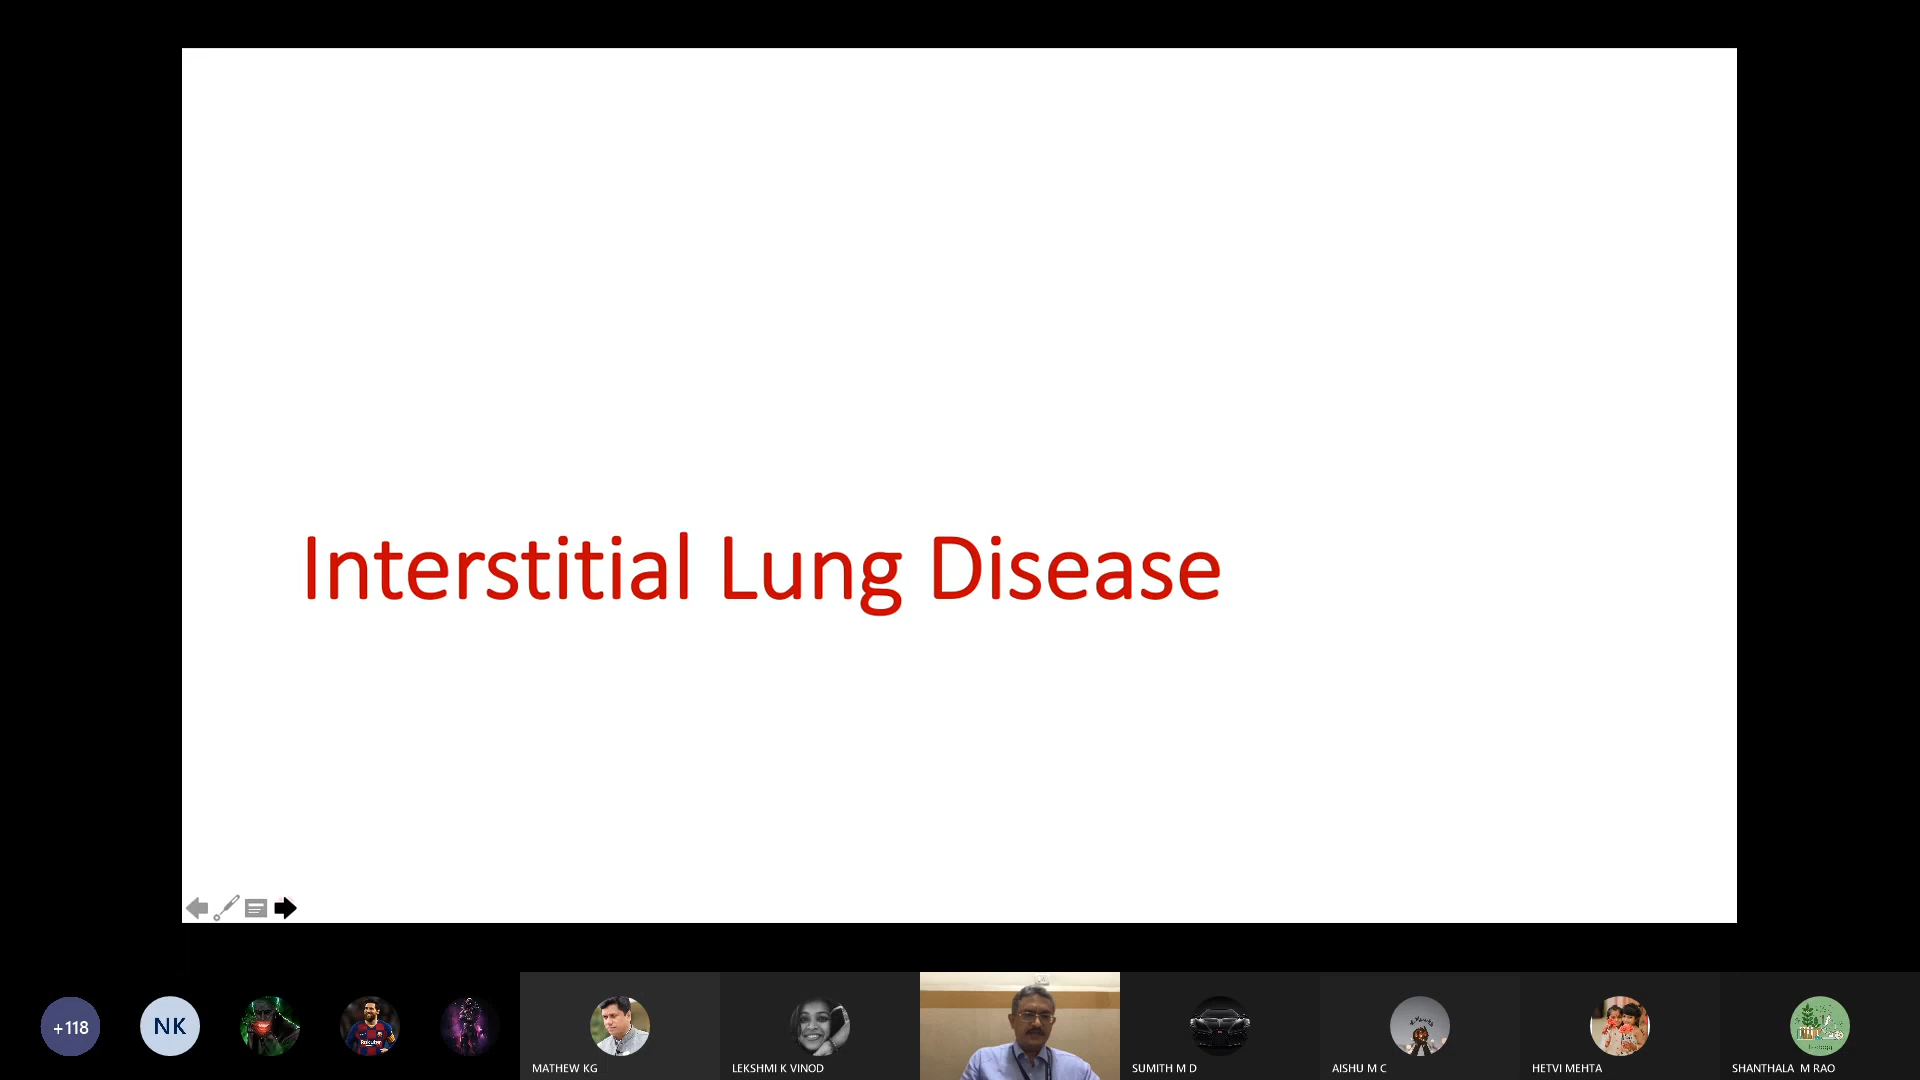 Interstitial Lung Disease
+118
NK
MATHEW KG
LEKSHMI K VINOD
SUMITH M D
AISHU M C
HETVI MEHTA
SHANTHALA M RAO